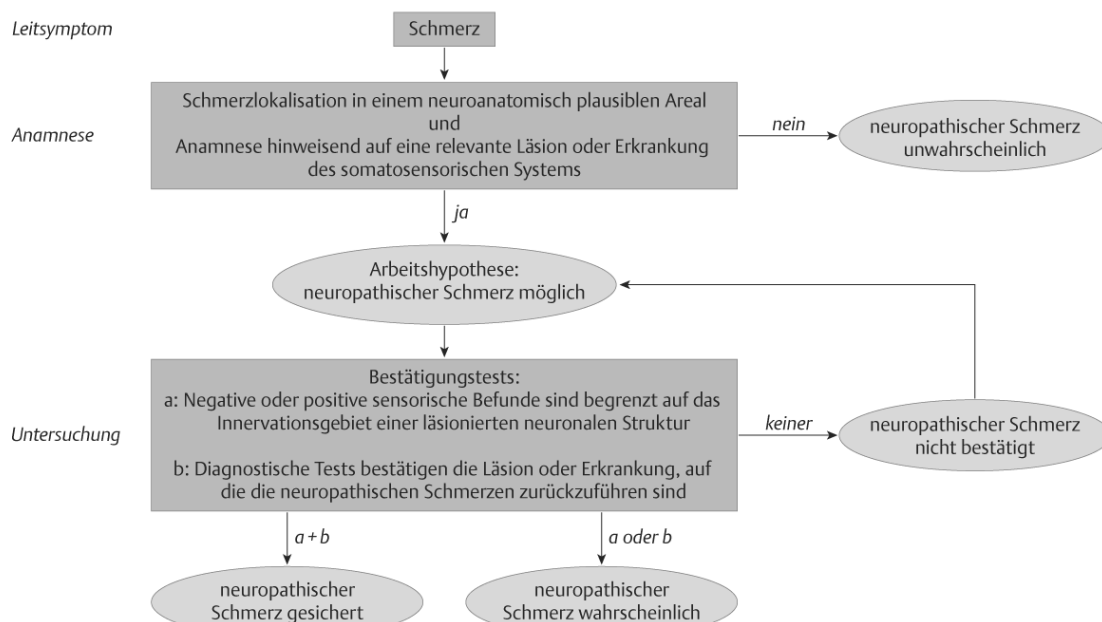 Leitsymptom
Schmerz
Anamnese
Schmerzlokalisation in einem neuroanatomisch plausiblen Areal
und
Anamnese hinweisend auf eine relevante Läsion oder Erkrankung
des somatosensorischen Systems
nein
neuropathischer Schmerz
unwahrscheinlich
ja
Arbeitshypothese:
neuropathischer Schmerz möglich
Untersuchung
Bestätigungstests:
a: Negative oder positive sensorische Befunde sind begrenzt auf das
Innervationsgebiet einer läsionierten neuronalen Struktur
b: Diagnostische Tests bestätigen die Läsion oder Erkrankung, auf
die die neuropathischen Schmerzen zurückzuführen sind
keiner
neuropathischer Schmerz
nicht bestätigt
a + b
a oder b
neuropathischer
Schmerz gesichert
neuropathischer
Schmerz wahrscheinlich